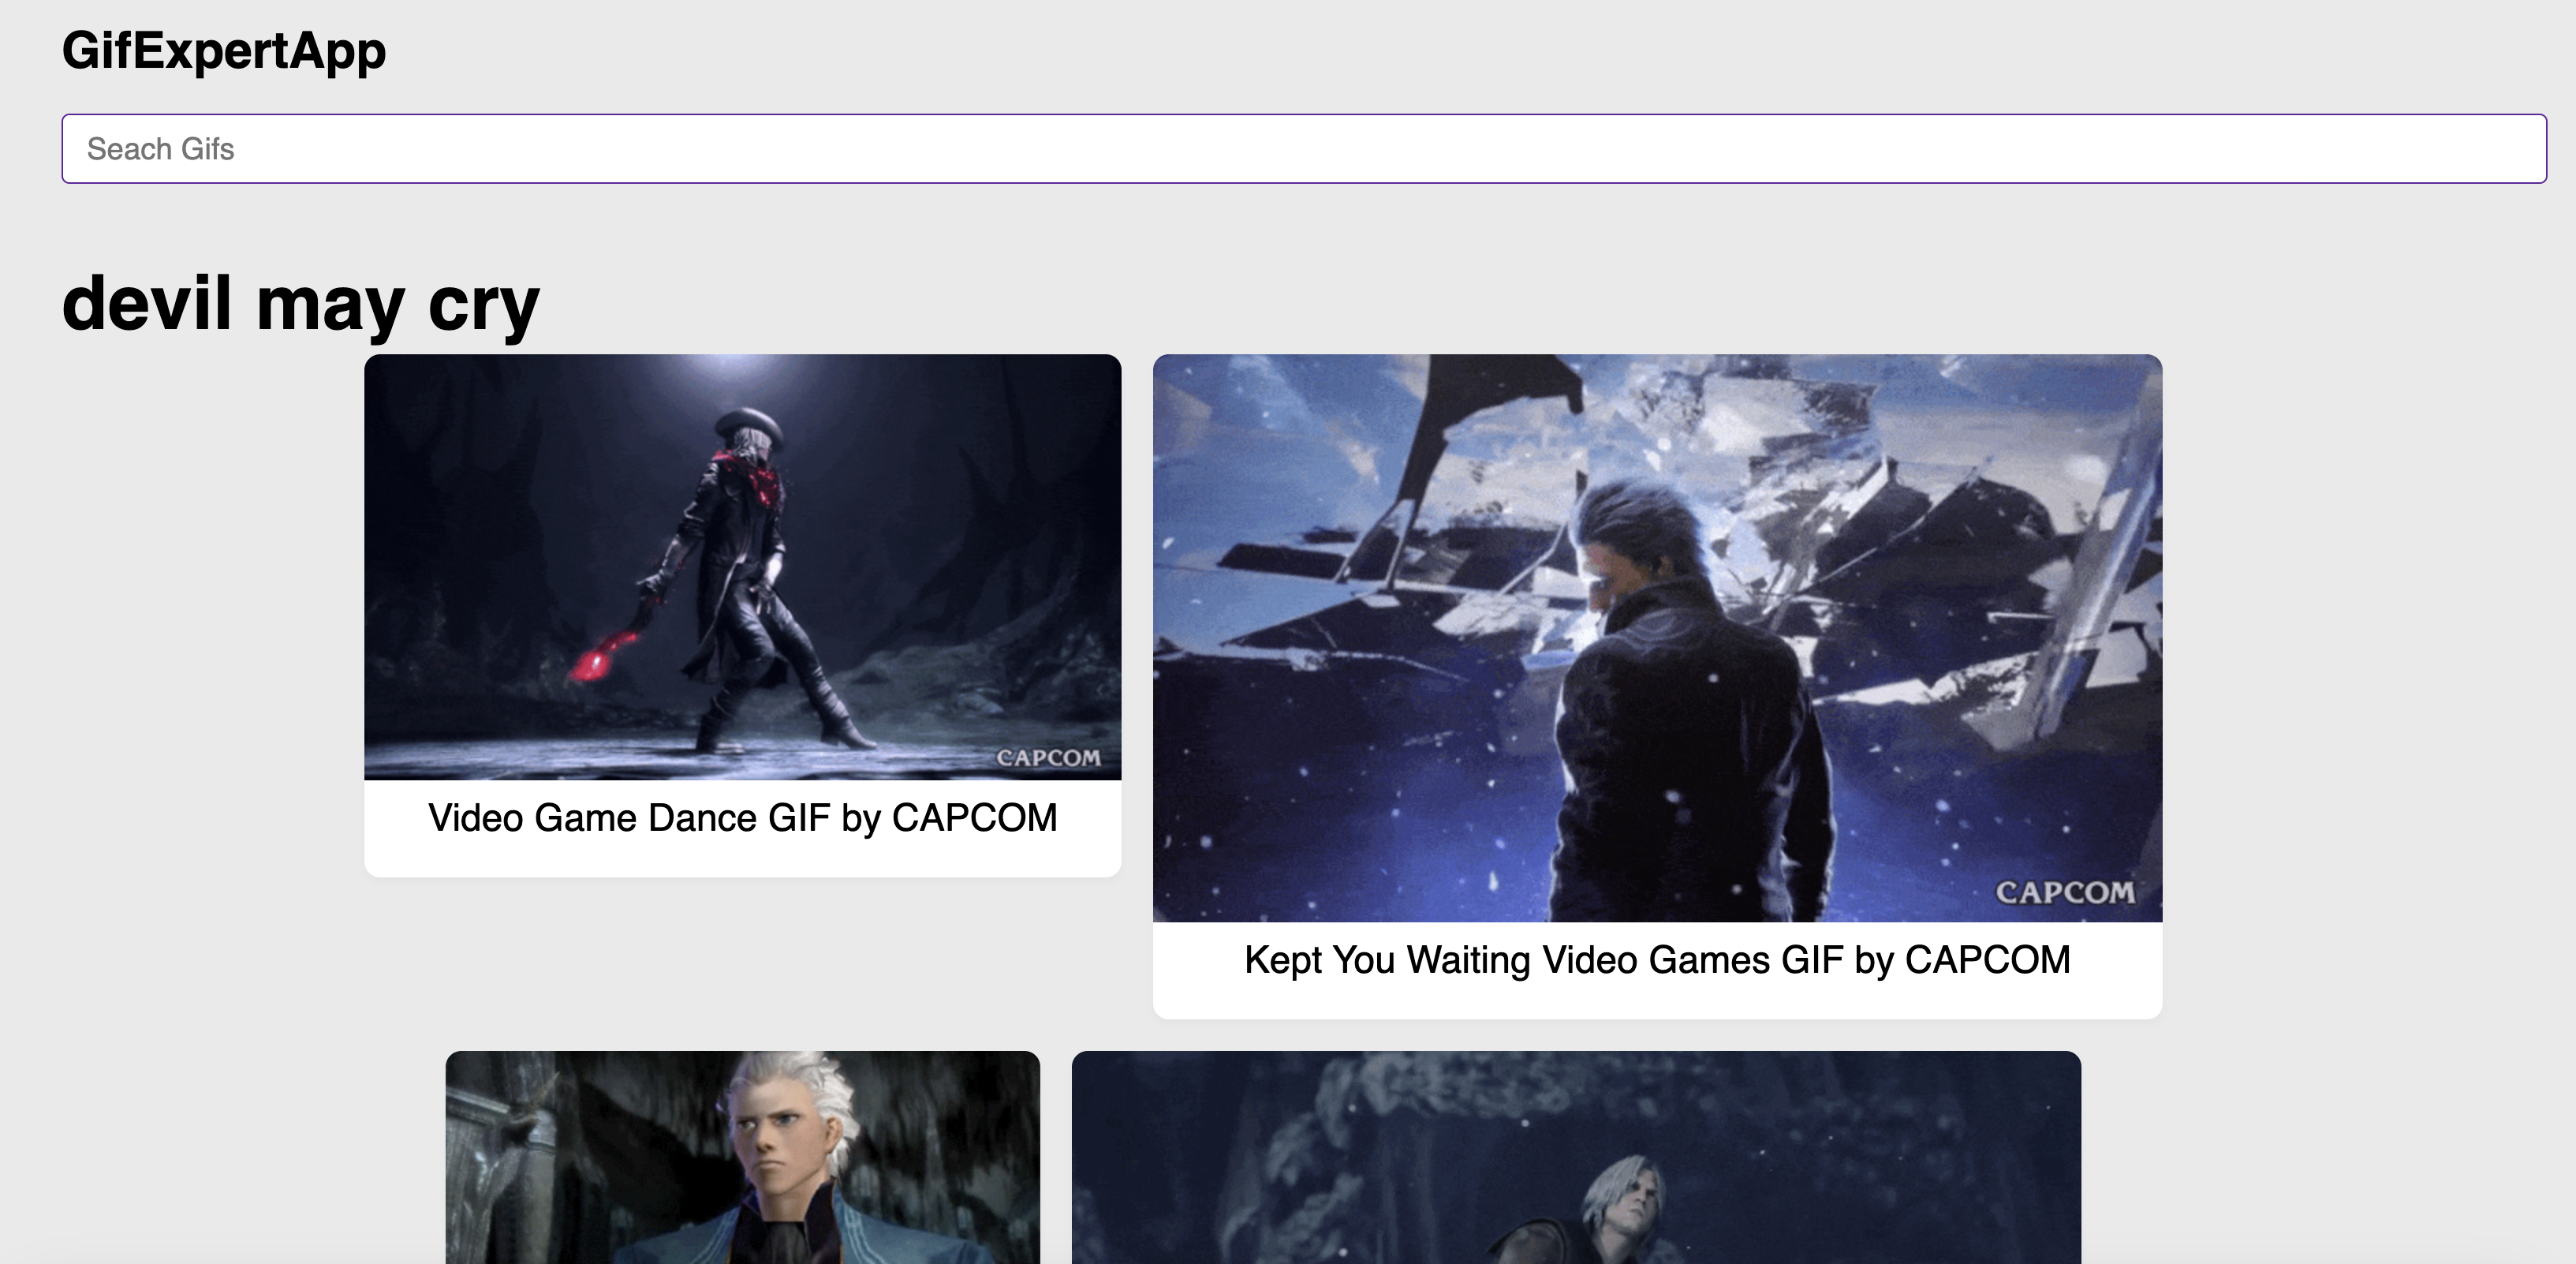 GifExpertApp
Seach Gifs
devil may cry
CAPCOM
Video Game Dance GIF by CAPCOM
CAPCOM
Kept You Waiting Video Games GIF by CAPCOM